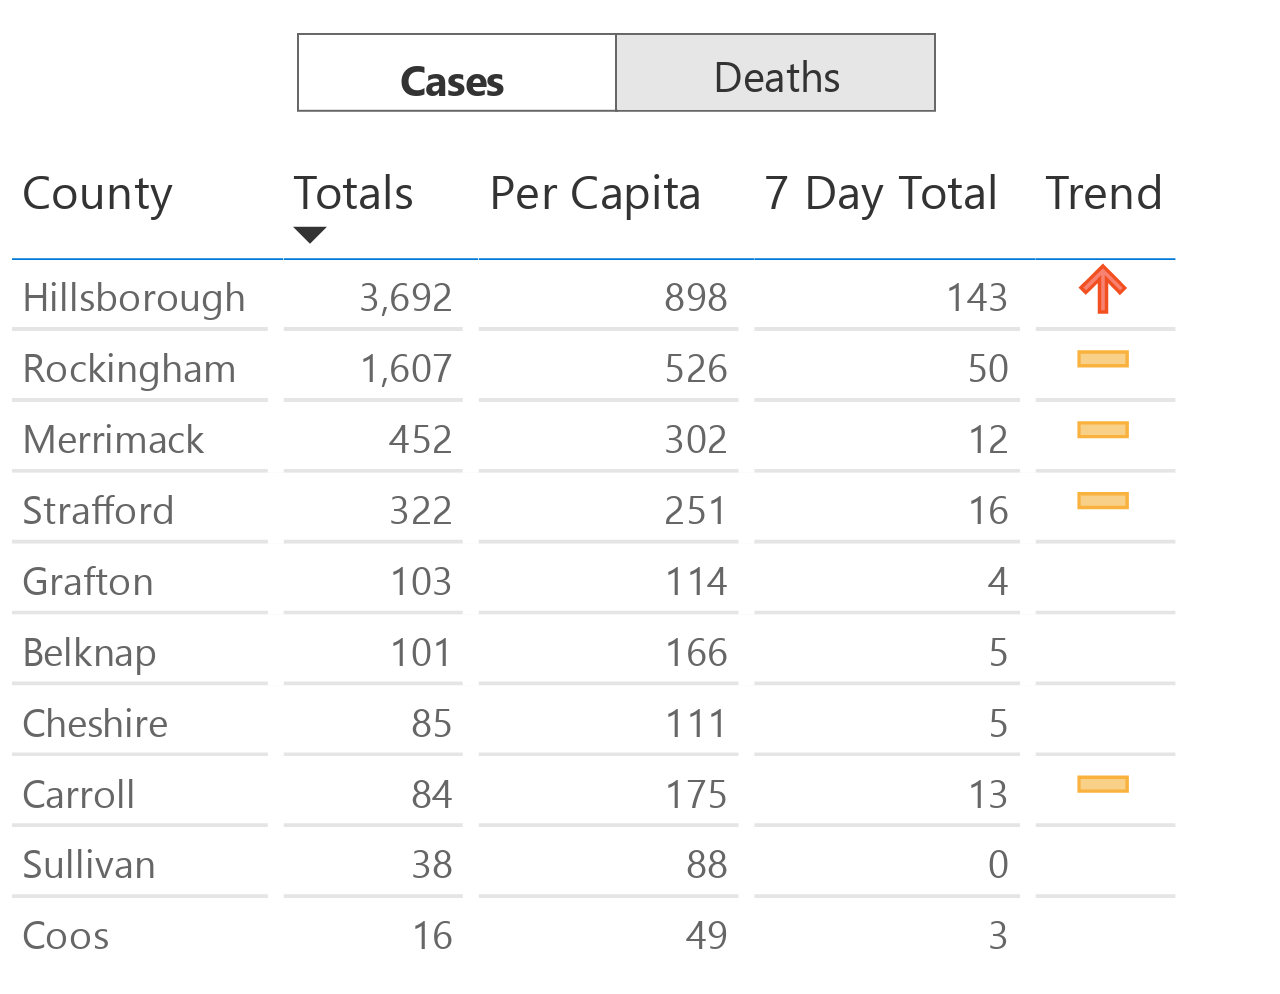 Cases Deaths
County Totals Per Capita 7 Day Total Trend
Hillsborough 3,692 898 143
Rockingham 1,607 526 50
Merrimack 452 302 12
Strafford 322 251 16
Grafton 103 114 4
Belknap 101 166 5
Cheshire 85 111 5
Carroll 84 175 13
Sullivan 38 88 0
Coos 16 49 3